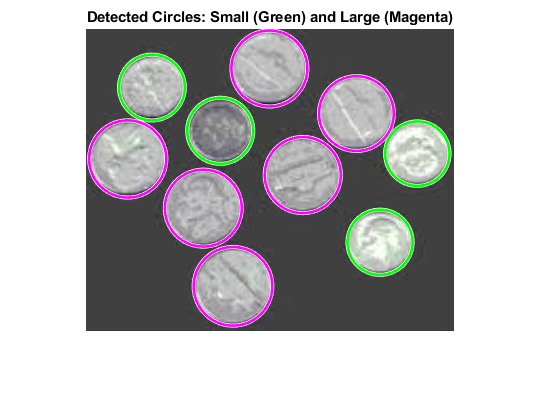 Detected Circles: Small (Green) and Large (Magenta)